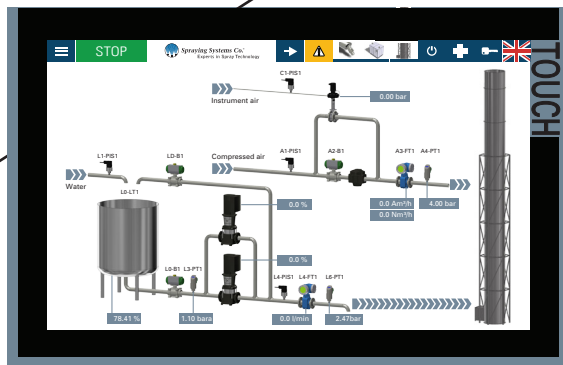 STOP
Spraying Systems Co.®
Experts in Spray Technology
TOUCH
C1-PIS1
Instrument air
0.00 bar
Compressed air
A1-PIS1
A2-B1
A3-FT1
A4-PT1
0.0 Am³/h
4.00 bar
0.0 Nm³/h
L1-PIS1
LD-B1
Water
L0-LT1
0.0 %
0.0 %
L0-B1
L3-PT1
L4-PIS1
L4-FT1
L6-PT1
78.41 %
1.10 bara
0.0 l/min
2.47bar